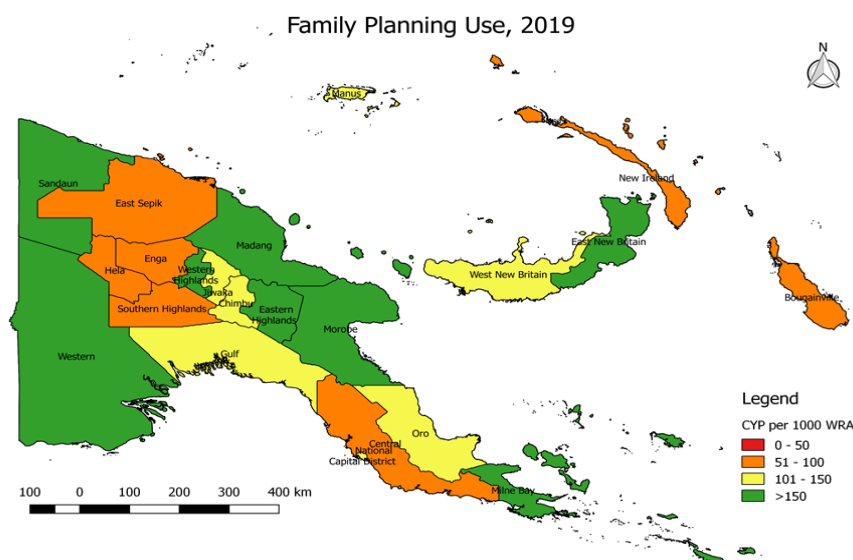 Family Planning Use, 2019
N
Manus
Sandaun
New Ireland
East Sepik
East New Britain
Madang
Enga
Hela
Western
Highlands
West New Britain
Jiwaka
Chimbu
Bougainville
Southern Highlands
Eastern
Highlands
Morobe
Gulf
Western
Oro
Central
National
Capital District
Milne Bay
Legend
CYP per 1000 WRA
0 - 50
51 - 100
101 - 150
>150
100 0 100 200 300 400 km